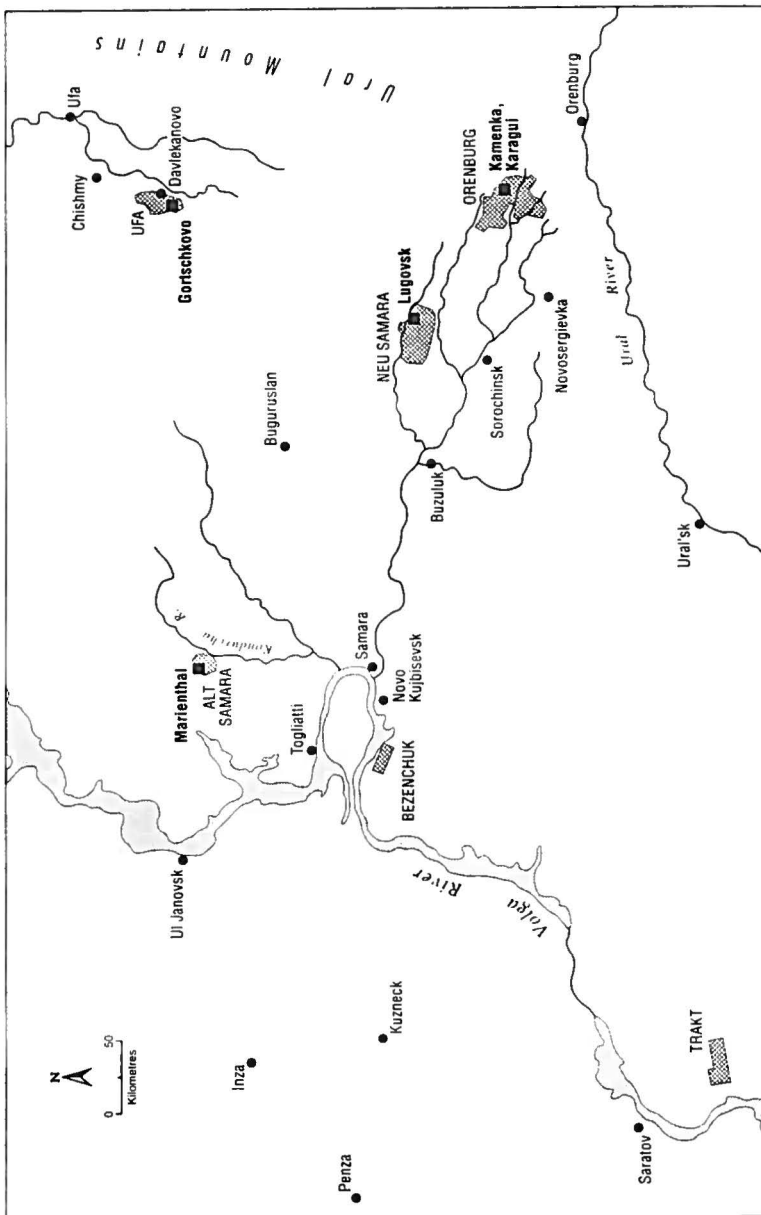 Ural Mountains
Ufa
Chishmy
Davlekanovo
UFA
Gortschkovo
ORENBURG
Kamenka,
Karagui
Orenburg
NEU SAMARA
Lugovsk
Ural River
Novosergievka
Sorochinsk
Buguruslan
Buzuluk
Ural'sk
Kondurcha R.
Marienthal
ALT
SAMARA
Samara
Novo
Kujbisevsk
Togliatti
BEZENCHUK
Ul Janovsk
Volga River
N
0 50
Kilometres
Inza
Kuzneck
TRAKT
Saratov
Penza